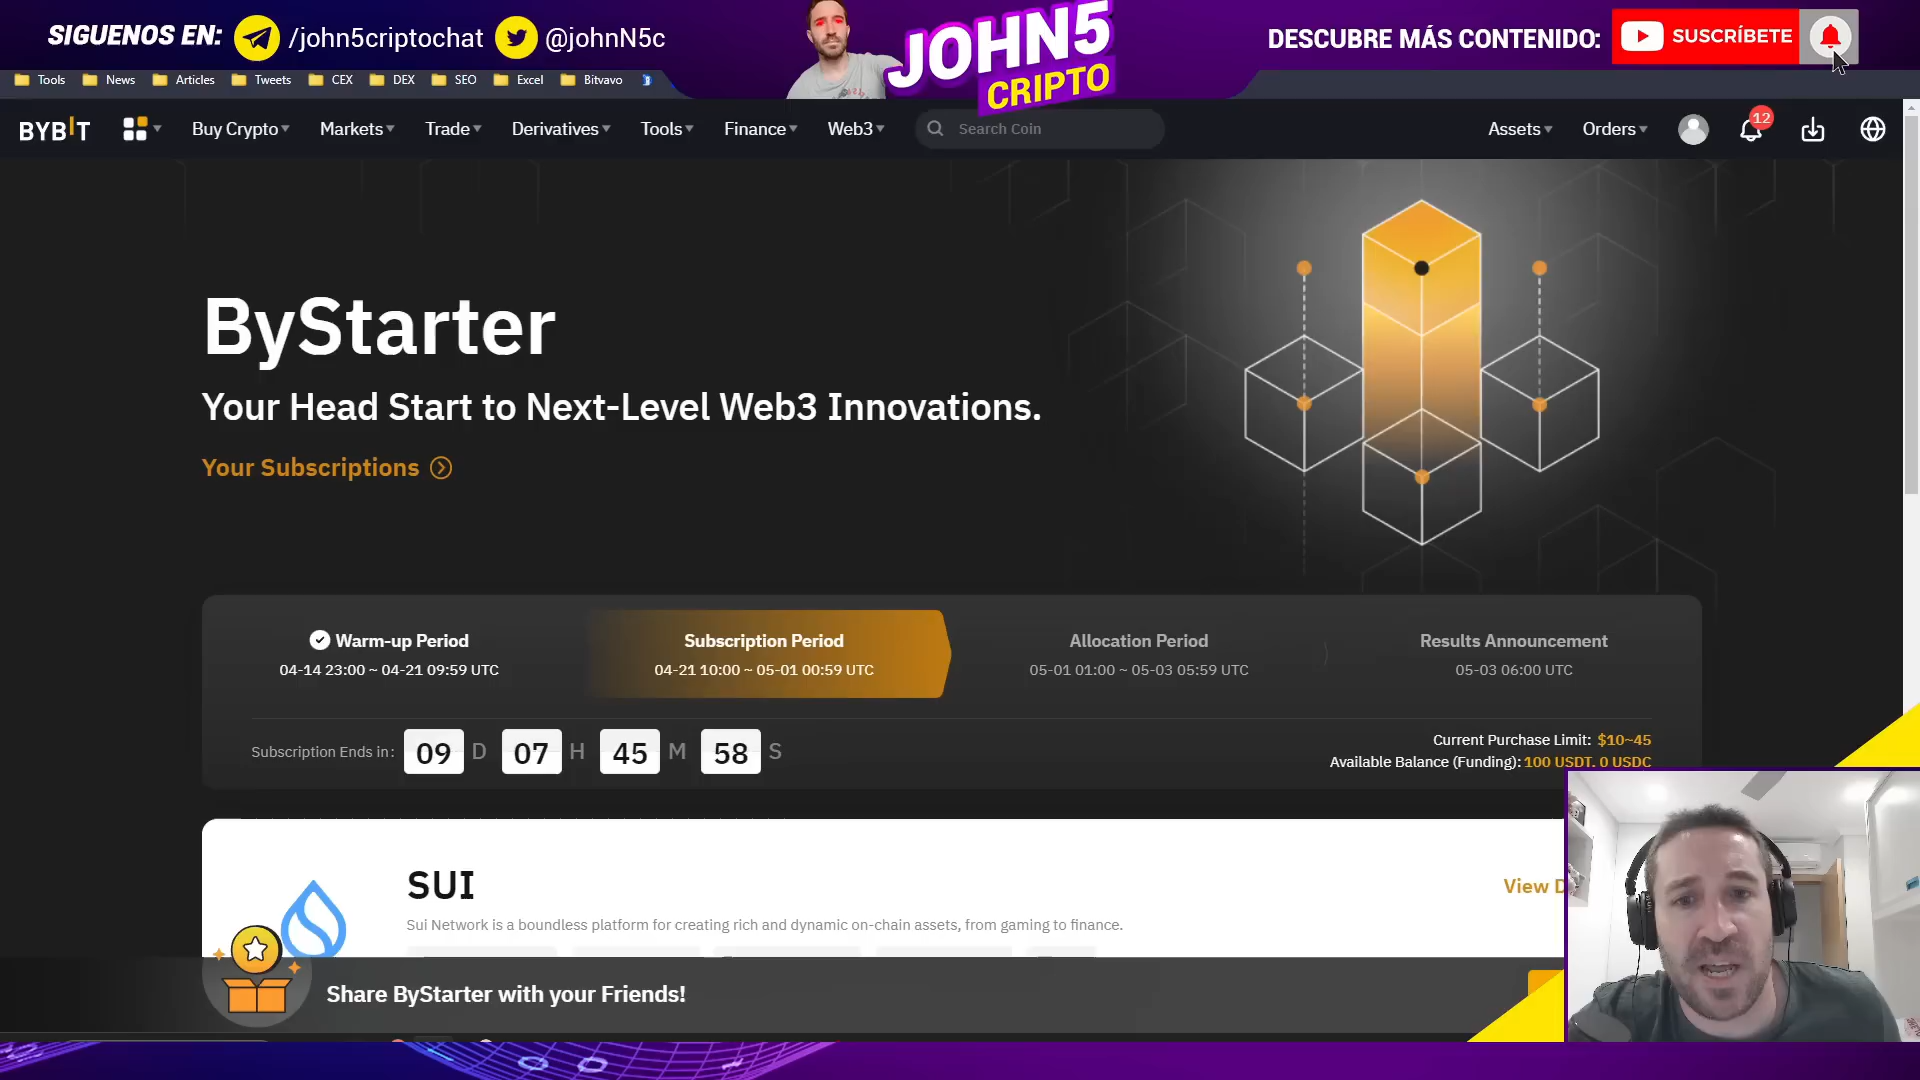 SIGUENOS EN: /john5criptochat @johnN5c
JOHN5
CRIPTO
DESCUBRE MÁS CONTENIDO: SUSCRÍBETE
Tools News Articles Tweets CEX DEX SEO Excel Bitvavo
BYBIT Buy Crypto Markets Trade Derivatives Tools Finance Web3 Search Coin Assets Orders 12
ByStarter
Your Head Start to Next-Level Web3 Innovations.
Your Subscriptions
Warm-up Period
04-14 23:00 ~ 04-21 09:59 UTC
Subscription Period
04-21 10:00 ~ 05-01 00:59 UTC
Allocation Period
05-01 01:00 ~ 05-03 05:59 UTC
Results Announcement
05-03 06:00 UTC
Subscription Ends in: 09 D 07 H 45 M 58 S
Current Purchase Limit: $10~45
Available Balance (Funding): 100 USDT, 0 USDC
SUI
View D
Sui Network is a boundless platform for creating rich and dynamic on-chain assets, from gaming to finance.
Share ByStarter with your Friends!